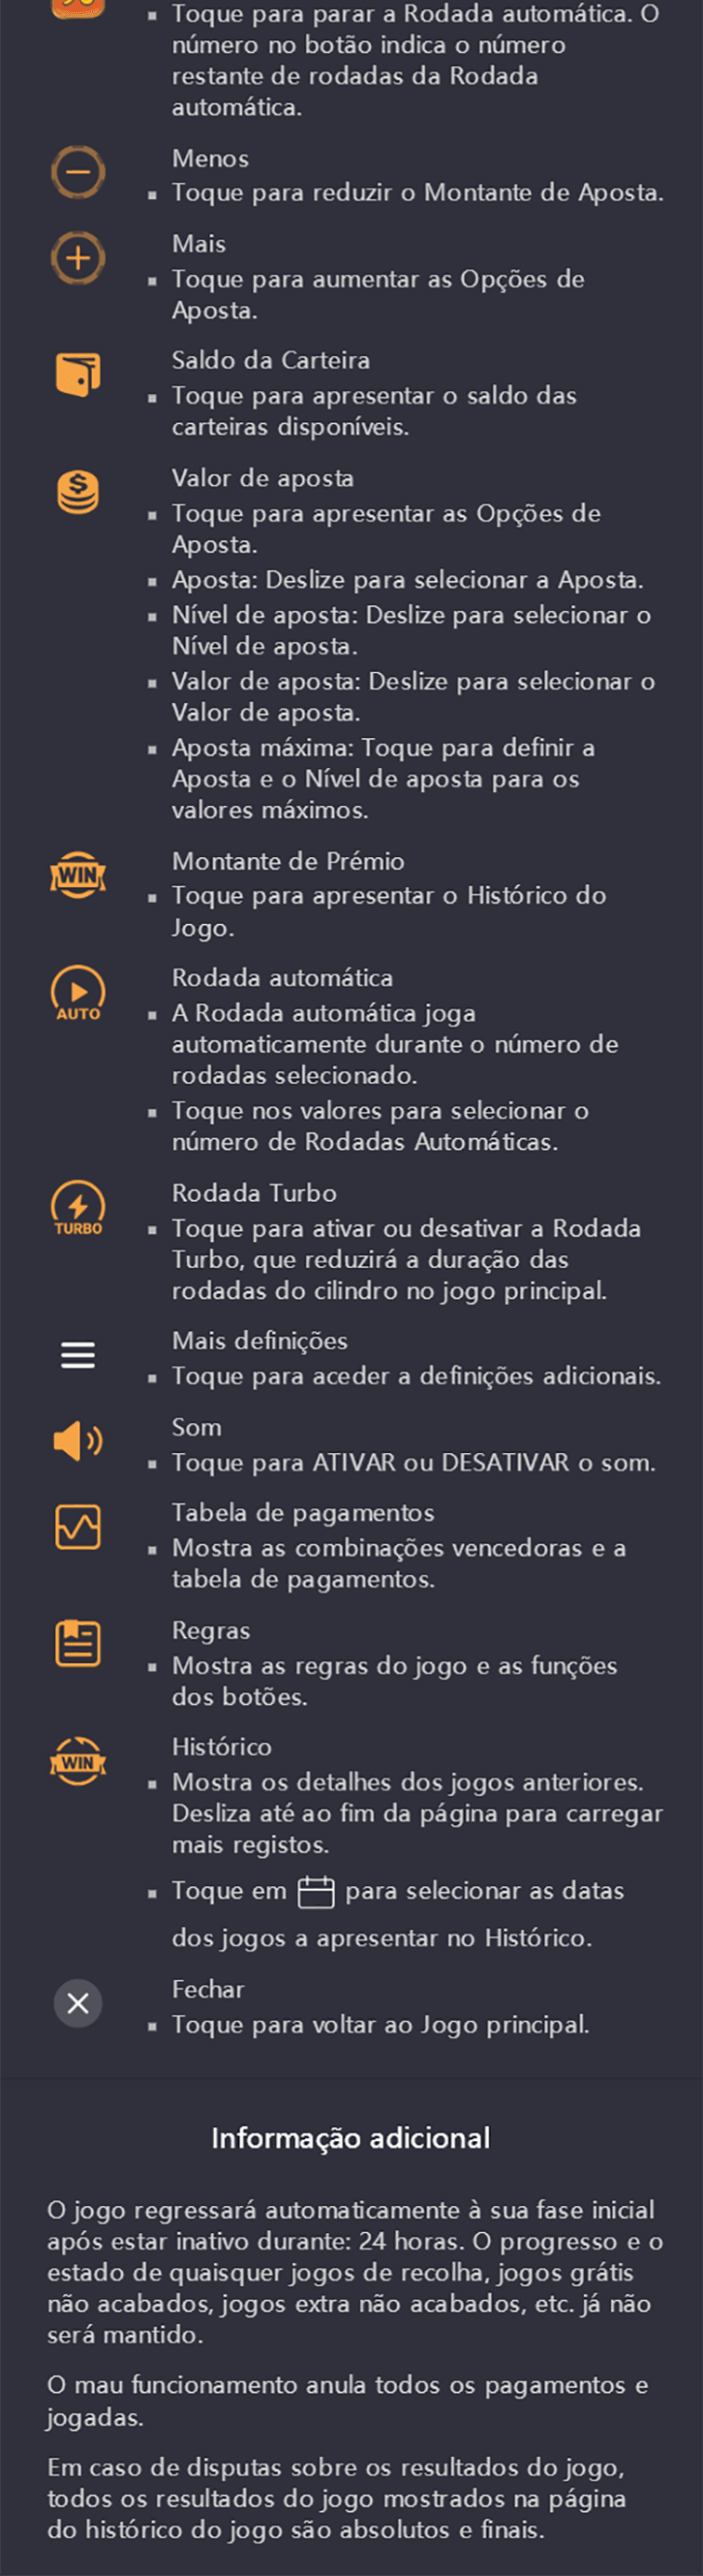 Toque para parar a Rodada automática. O
número no botão indica o número
restante de rodadas da Rodada
automática.
Menos
Toque para reduzir o Montante de Aposta.
Mais
Toque para aumentar as Opções de
Aposta.
Saldo da Carteira
Toque para apresentar o saldo das
carteiras disponíveis.
Valor de aposta
Toque para apresentar as Opções de
Aposta.
Aposta: Deslize para selecionar a Aposta.
Nível de aposta: Deslize para selecionar o
Nível de aposta.
Valor de aposta: Deslize para selecionar o
Valor de aposta.
Aposta máxima: Toque para definir a
Aposta e o Nível de aposta para os
valores máximos.
WIN
Montante de Prémio
Toque para apresentar o Histórico do
Jogo.
AUTO
Rodada automática
A Rodada automática joga
automaticamente durante o número de
rodadas selecionado.
Toque nos valores para selecionar o
número de Rodadas Automáticas.
TURBO
Rodada Turbo
Toque para ativar ou desativar a Rodada
Turbo, que reduzirá a duração das
rodadas do cilindro no jogo principal.
Mais definições
Toque para aceder a definições adicionais.
Som
Toque para ATIVAR ou DESATIVAR o som.
Tabela de pagamentos
Mostra as combinações vencedoras e a
tabela de pagamentos.
Regras
Mostra as regras do jogo e as funções
dos botões.
WIN
Histórico
Mostra os detalhes dos jogos anteriores.
Desliza até ao fim da página para carregar
mais registos.
Toque em para selecionar as datas
dos jogos a apresentar no Histórico.
Fechar
Toque para voltar ao Jogo principal.
Informação adicional
O jogo regressará automaticamente à sua fase inicial
após estar inativo durante: 24 horas. O progresso e o
estado de quaisquer jogos de recolha, jogos grátis
não acabados, jogos extra não acabados, etc. já não
será mantido.
O mau funcionamento anula todos os pagamentos e
jogadas.
Em caso de disputas sobre os resultados do jogo,
todos os resultados do jogo mostrados na página
do histórico do jogo são absolutos e finais.